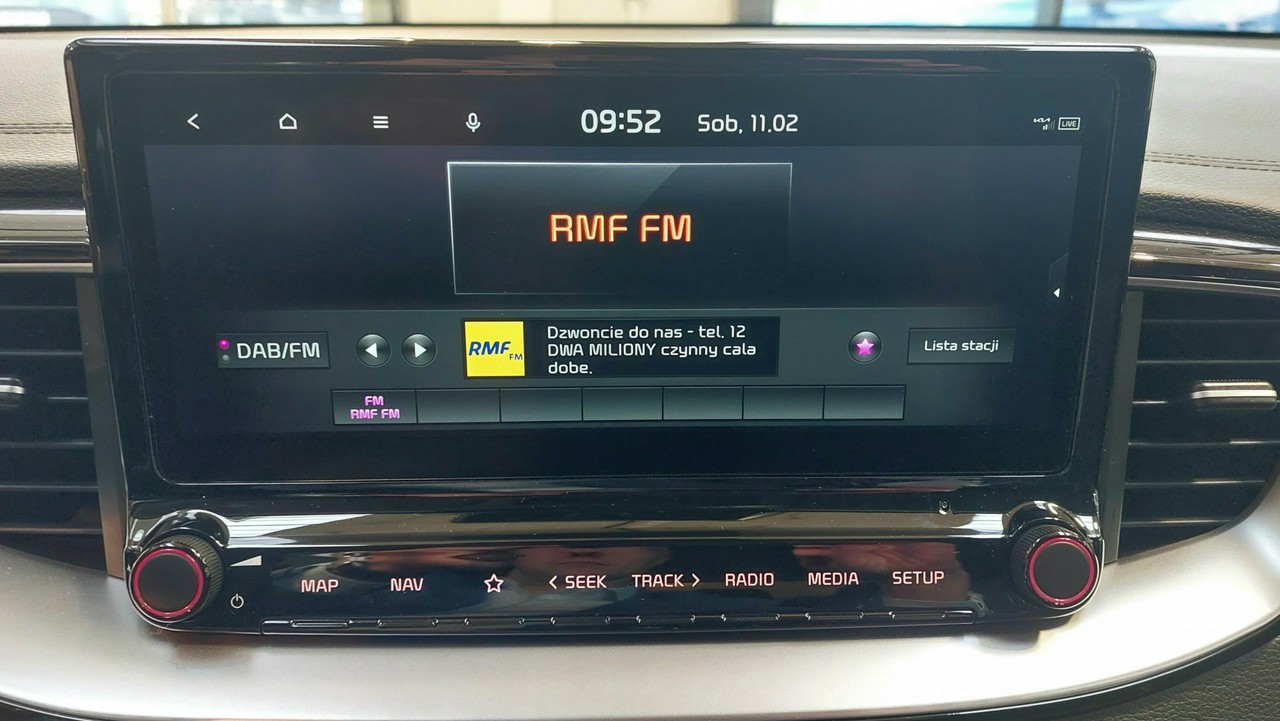 09:52 Sob, 11.02
KIA LIVE
RMF FM
DAB/FM
RMF FM
Dzwoncie do nas - tel. 12
DWA MILIONY czynny cala
dobe.
Lista stacji
FM
RMF FM
MAP NAV SEEK TRACK RADIO MEDIA SETUP